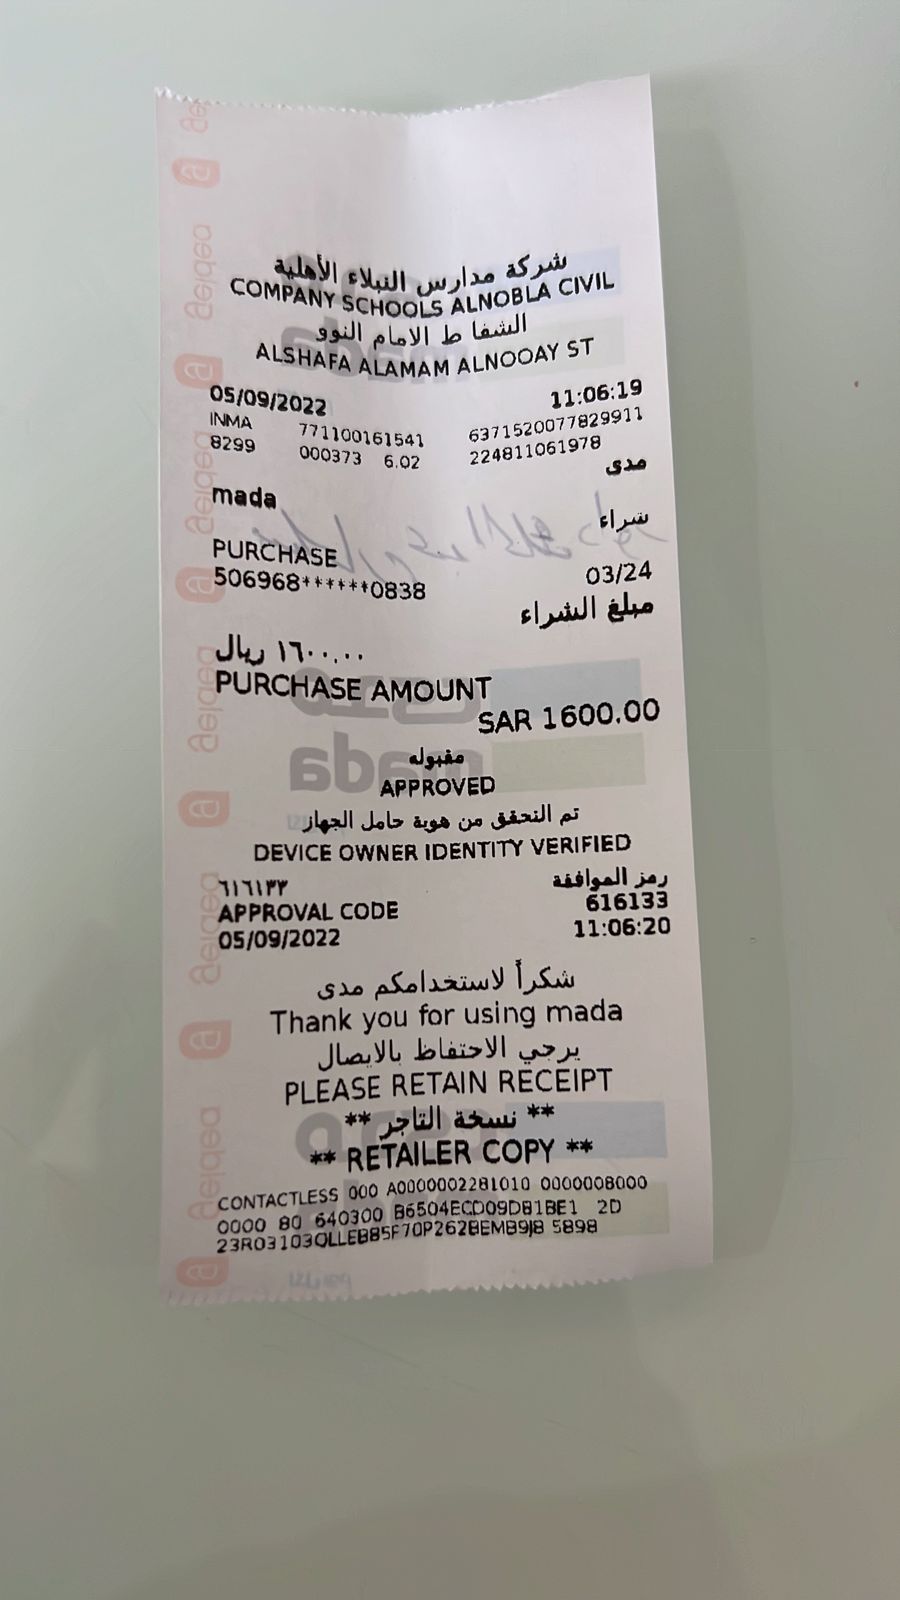 شركة مدارس النبلاء الأهلية
COMPANY SCHOOLS ALNOBLA CIVIL
الشفا ط الامام النوو
ALSHAFA ALAMAM ALNOOAY ST
05/09/2022 11:06:19
INMA 771100161541 6371520077829911
8299 000373 6.02 224811061978
مدى
mada
شراء
PURCHASE
506968******0838 03/24
مبلغ الشراء
١٦٠٠.٠٠ ريال
PURCHASE AMOUNT
SAR 1600.00
مقبوله
APPROVED
تم التحقق من هوية حامل الجهاز
DEVICE OWNER IDENTITY VERIFIED
رمز الموافقة ٦١٦١٣٣
APPROVAL CODE 616133
05/09/2022 11:06:20
شكراً لاستخدامكم مدى
Thank you for using mada
يرجي الاحتفاظ بالايصال
PLEASE RETAIN RECEIPT
** نسخة التاجر **
** RETAILER COPY **
CONTACTLESS 000 A0000002281010 0000008000
0000 80 640300 B6504ECD09D81BE1 2D
23R03103QLLEB85F70P262BEMB9J8 5898